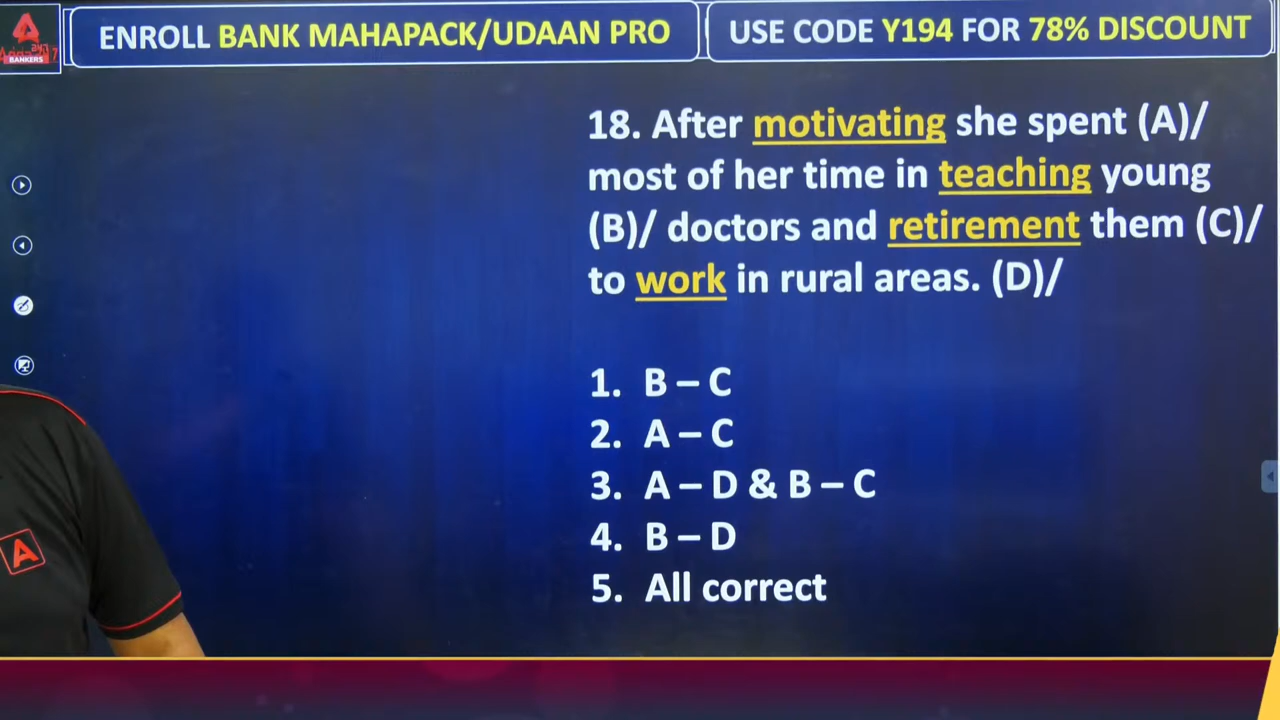 ENROLL BANK MAHAPACK/UDAAN PRO
USE CODE Y194 FOR 78% DISCOUNT
BANKERS
18. After motivating she spent (A)/
most of her time in teaching young
(B)/ doctors and retirement them (C)/
to work in rural areas. (D)/
1. B – C
2. A – C
3. A – D & B – C
4. B – D
5. All correct
A